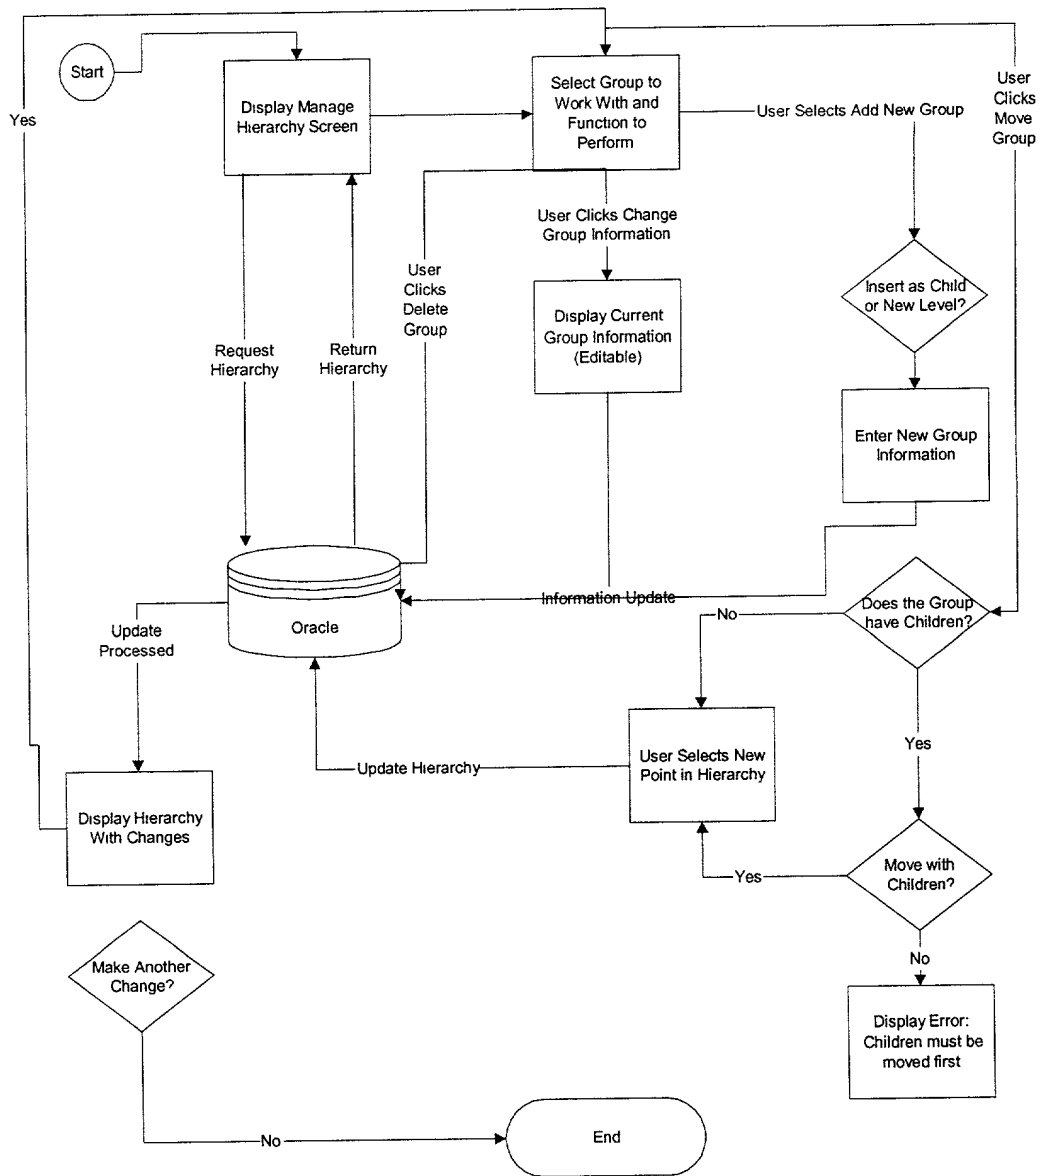 Start
Yes
Display Manage
Hierarchy Screen
Select Group to
Work With and
Function to
Perform
User Selects Add New Group
User
Clicks
Move
Group
User Clicks Change
Group Information
User
Clicks
Delete
Group
Insert as Child
or New Level?
Display Current
Group Information
(Editable)
Request
Hierarchy
Return
Hierarchy
Enter New Group
Information
Information Update
Oracle
Does the Group
have Children?
No
Update
Processed
Yes
User Selects New
Point in Hierarchy
Update Hierarchy
Display Hierarchy
With Changes
Move with
Children?
Yes
No
Make Another
Change?
Display Error:
Children must be
moved first
No
End